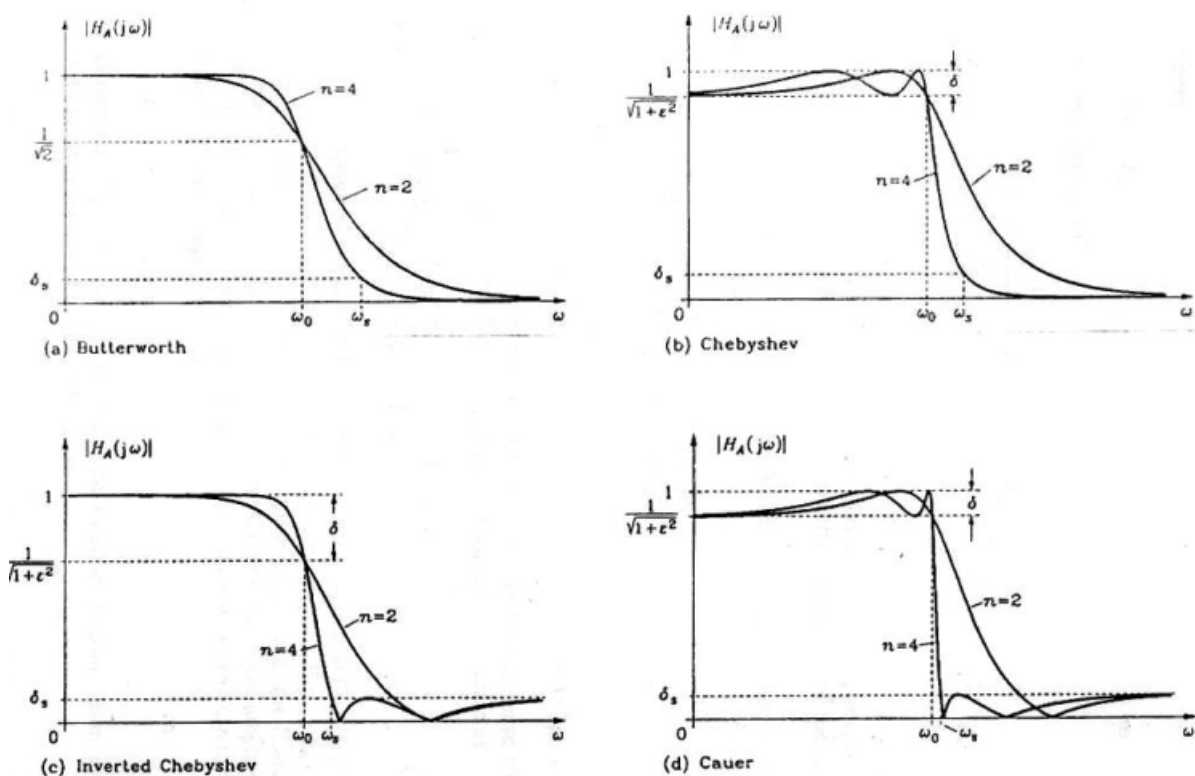 |H_A(jω)|
1
n=4
1/√2
n=2
δ_s
0
ω_0
ω_s
ω
(a) Butterworth
|H_A(jω)|
1
δ
1/√(1+ε²)
n=4
n=2
δ_s
0
ω_0
ω_s
ω
(b) Chebyshev
|H_A(jω)|
1
δ
1/√(1+ε²)
n=2
n=4
δ_s
0
ω_0
ω_s
ω
(c) Inverted Chebyshev
|H_A(jω)|
1
δ
1/√(1+ε²)
n=2
n=4
δ_s
0
ω_0
ω_s
ω
(d) Cauer